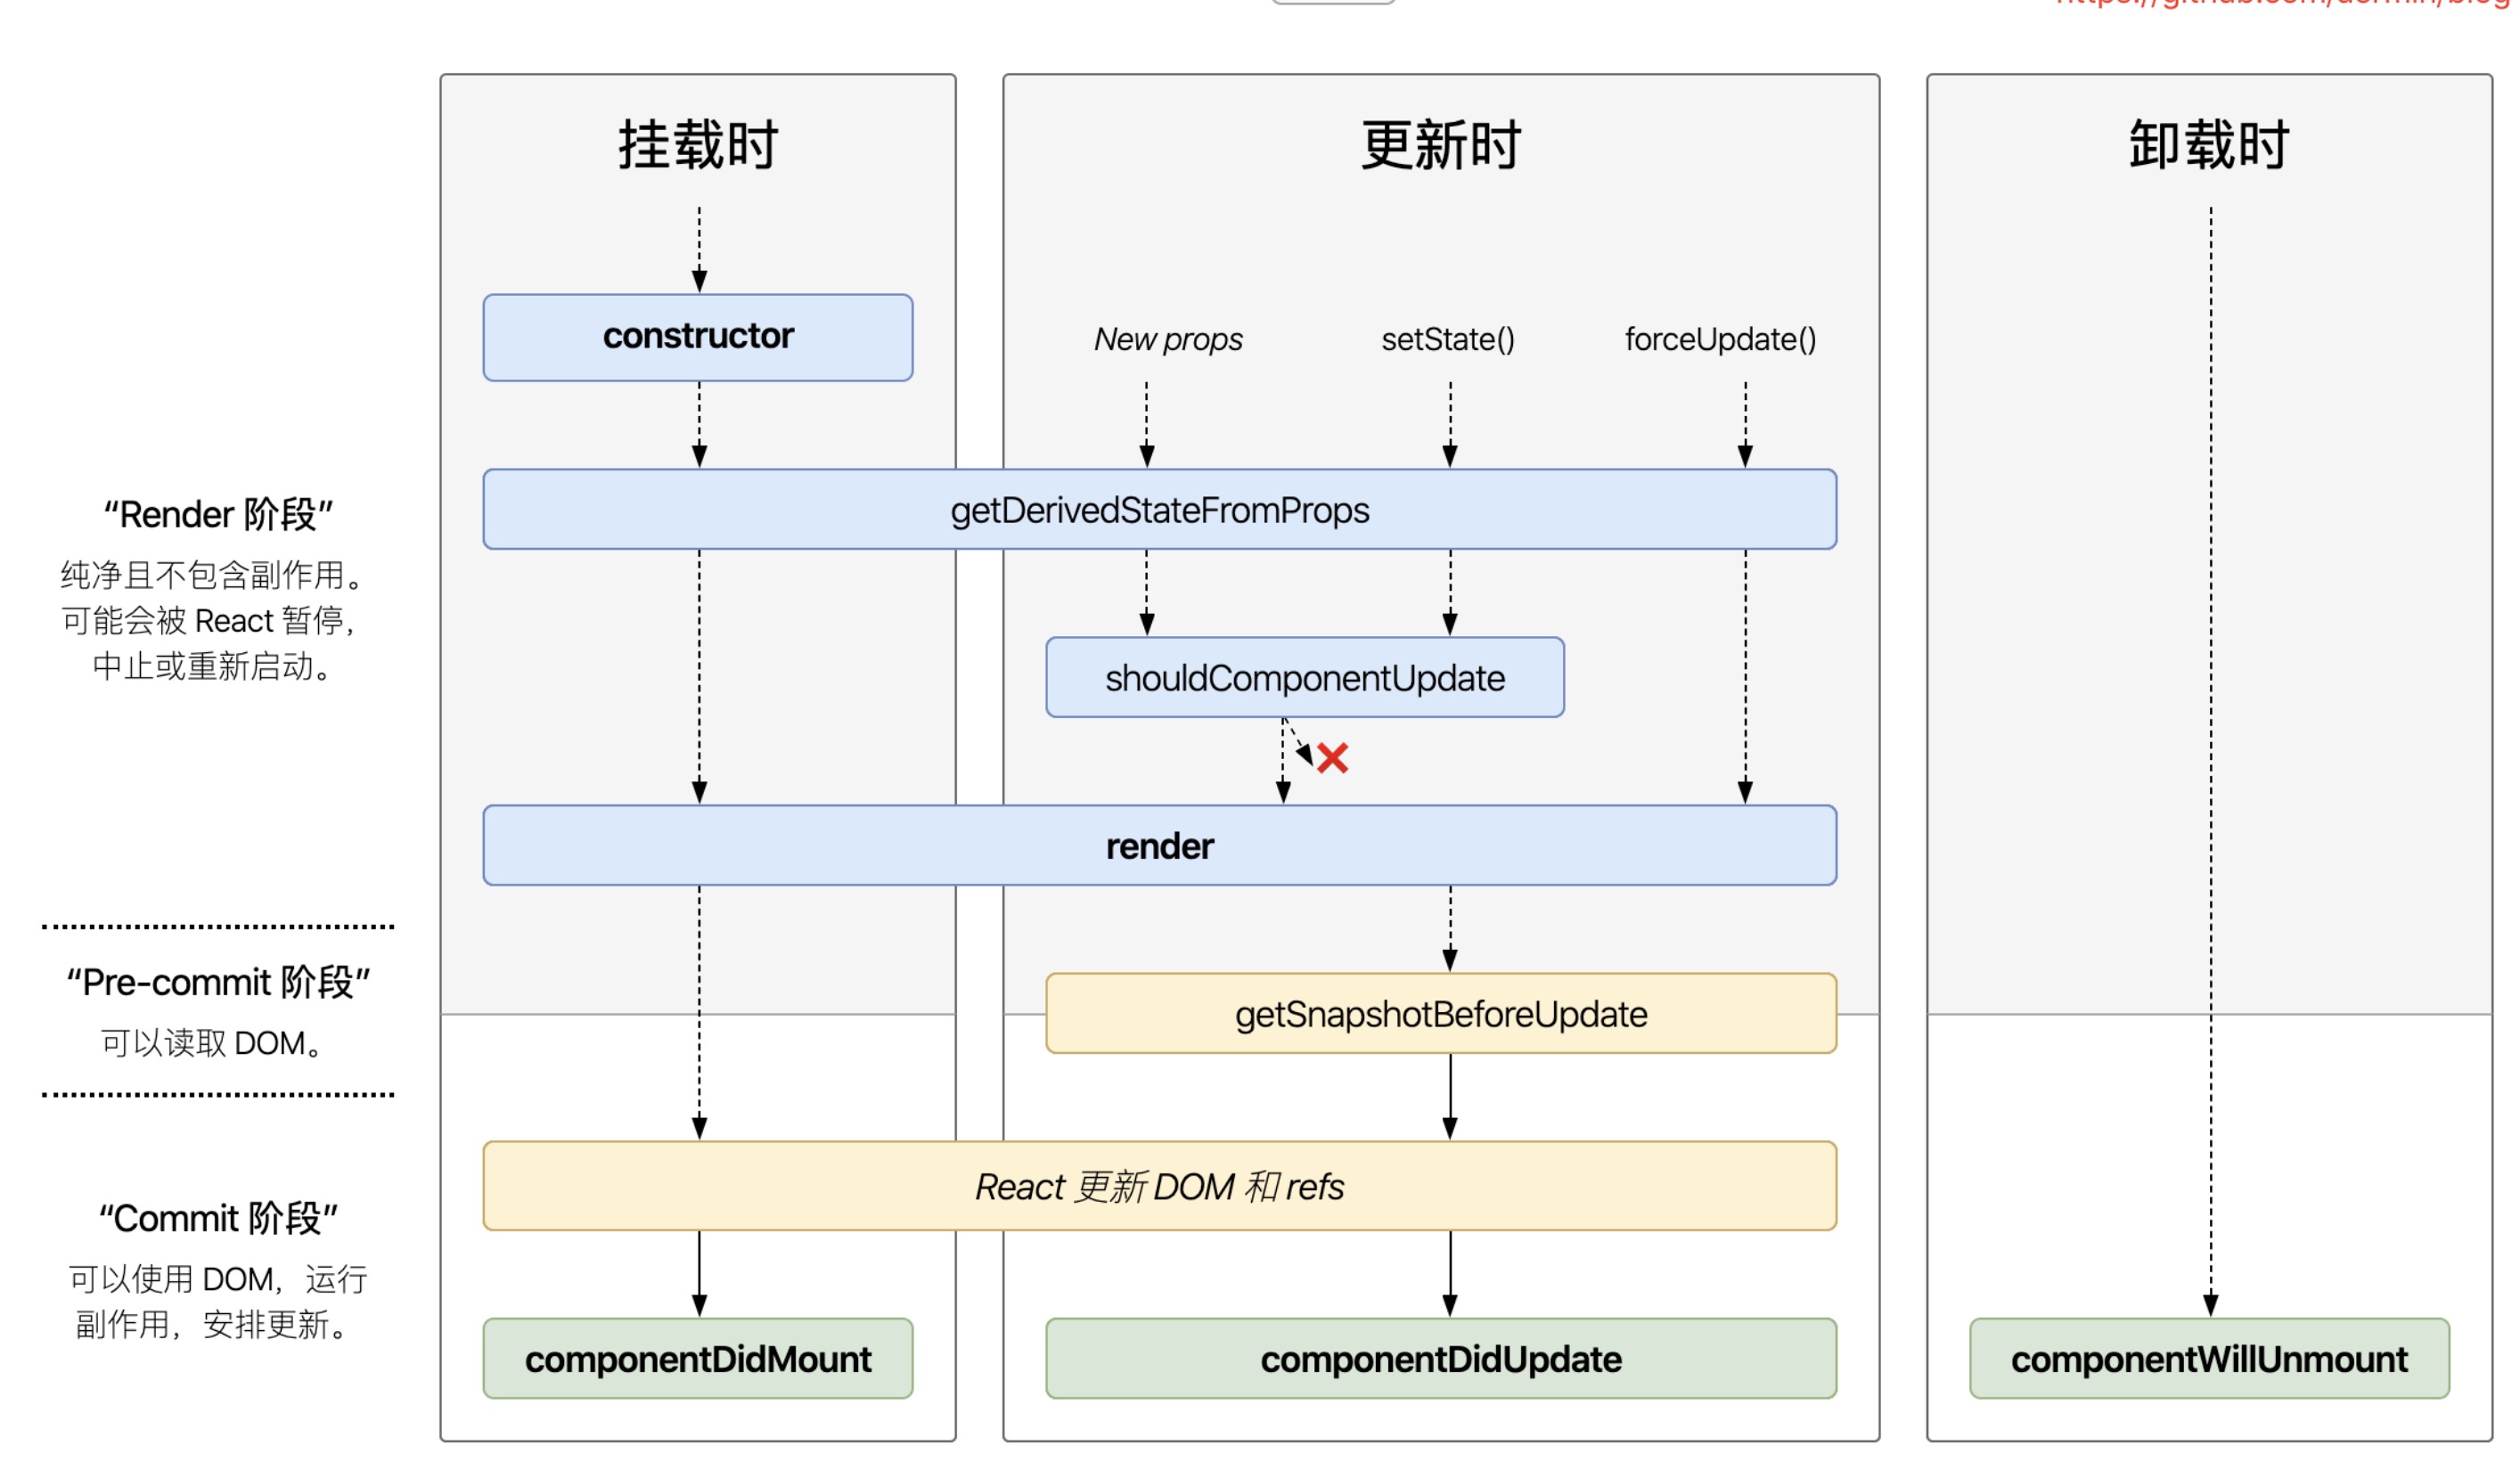 挂载时
更新时
卸载时
constructor
New props
setState()
forceUpdate()
getDerivedStateFromProps
“Render 阶段”
纯净且不包含副作用。
可能会被 React 暂停，
中止或重新启动。
shouldComponentUpdate
render
“Pre-commit 阶段”
可以读取 DOM。
getSnapshotBeforeUpdate
React 更新 DOM 和 refs
“Commit 阶段”
可以使用 DOM，运行
副作用，安排更新。
componentDidMount
componentDidUpdate
componentWillUnmount